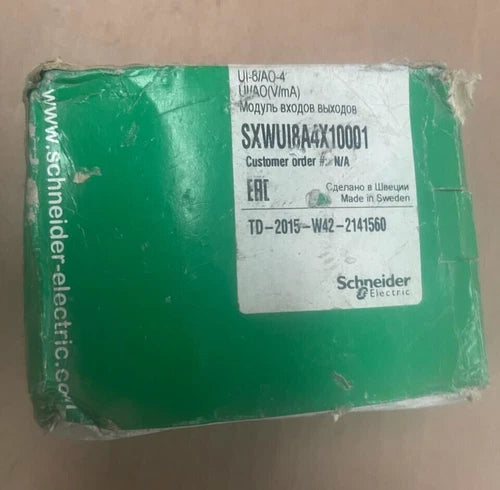 www.schneider-electric.com
UI-8/AO-4
UI/AO(V/mA)
Модуль входов выходов
SXWUI8A4X10001
Customer order #: N/A
EAC
Сделано в Швеции
Made in Sweden
TD-2015-W42-2141560
Schneider
Electric